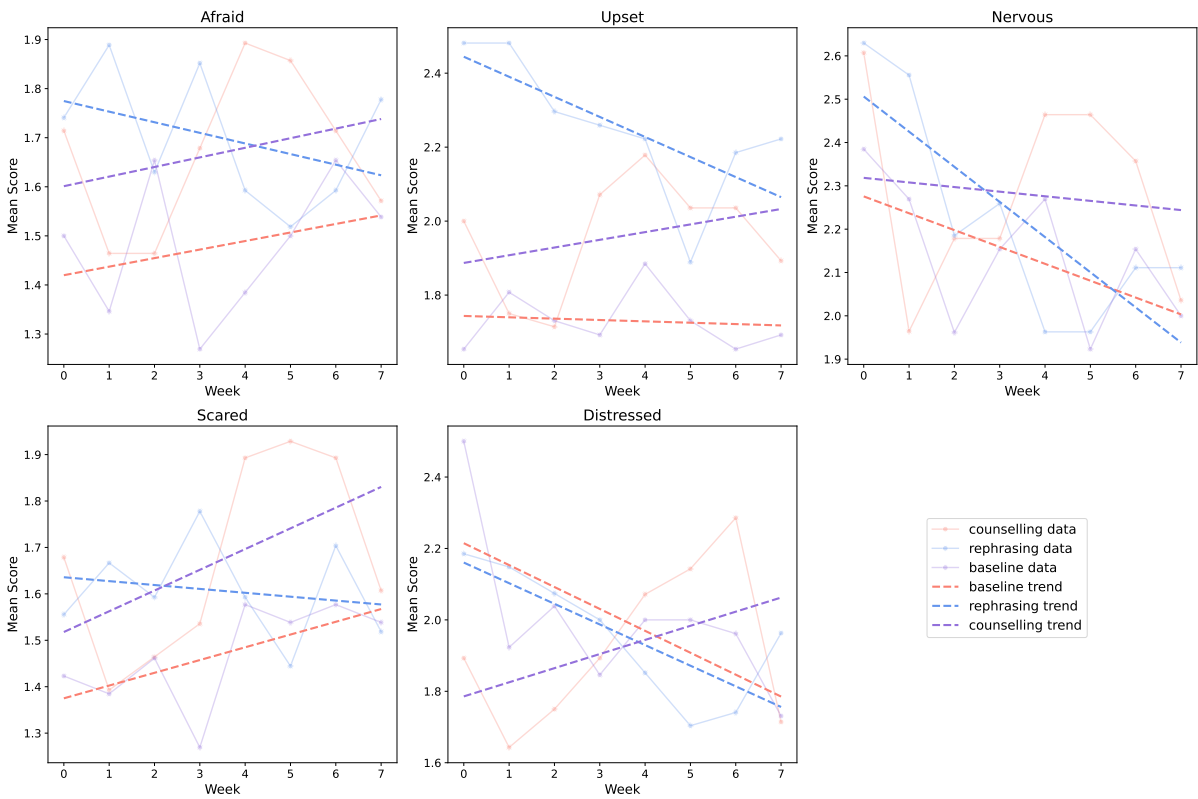 Afraid
Upset
Nervous
Mean Score
1.9
1.8
1.7
1.6
1.5
1.4
1.3
0 1 2 3 4 5 6 7
Week
Mean Score
2.4
2.2
2.0
1.8
0 1 2 3 4 5 6 7
Week
Mean Score
2.6
2.5
2.4
2.3
2.2
2.1
2.0
1.9
0 1 2 3 4 5 6 7
Week
Scared
Distressed
Mean Score
1.9
1.8
1.7
1.6
1.5
1.4
1.3
0 1 2 3 4 5 6 7
Week
Mean Score
2.4
2.2
2.0
1.8
1.6
0 1 2 3 4 5 6 7
Week
counselling data
rephrasing data
baseline data
baseline trend
rephrasing trend
counselling trend